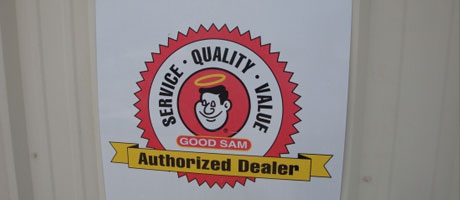 SERVICE · QUALITY · VALUE
GOOD SAM
Authorized Dealer